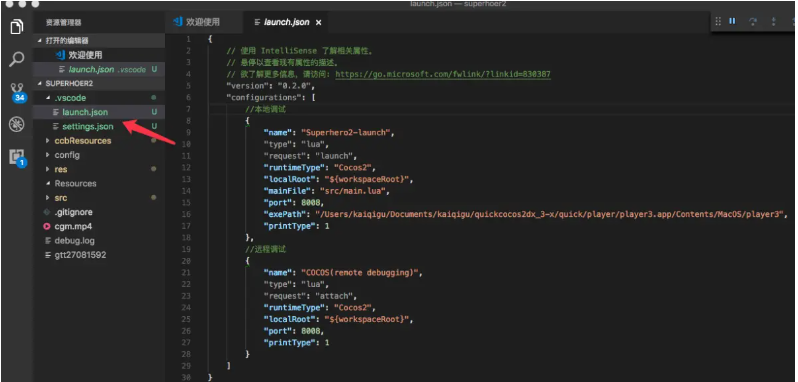 launch.json — superhoer2
资源管理器
打开的编辑器
欢迎使用
launch.json .vscode U
SUPERHOER2
.vscode
launch.json U
settings.json U
ccbResources
config
res
Resources
src
.gitignore
cgm.mp4
debug.log
gtt27081592
34
1
欢迎使用
launch.json ×
1 {
2 // 使用 IntelliSense 了解相关属性。
3 // 悬停以查看现有属性的描述。
4 // 欲了解更多信息，请访问: https://go.microsoft.com/fwlink/?linkid=830387
5 "version": "0.2.0",
6 "configurations": [
7 //本地调试
8 {
9 "name": "Superhero2-launch",
10 "type": "lua",
11 "request": "launch",
12 "runtimeType": "Cocos2",
13 "localRoot": "${workspaceRoot}",
14 "mainFile": "src/main.lua",
15 "port": 8008,
16 "exePath": "/Users/kaiqigu/Documents/kaiqigu/quickcocos2dx_3-x/quick/player/player3.app/Contents/MacOS/player3",
17 "printType": 1
18 },
19 //远程调试
20 {
21 "name": "COCOS(remote debugging)",
22 "type": "lua",
23 "request": "attach",
24 "runtimeType": "Cocos2",
25 "localRoot": "${workspaceRoot}",
26 "port": 8008,
27 "printType": 1
28 }
29 ]
30 }